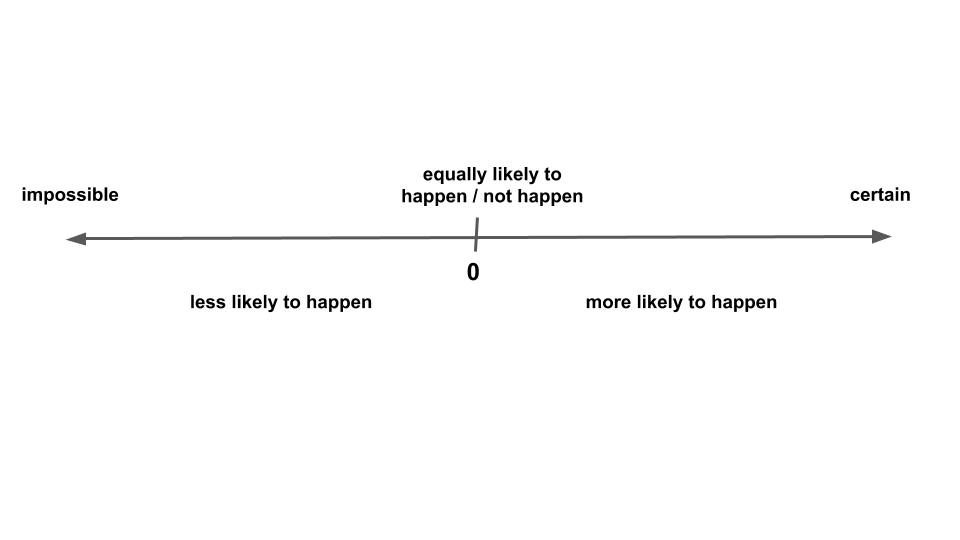 equally likely to
happen / not happen
impossible
certain
0
less likely to happen
more likely to happen